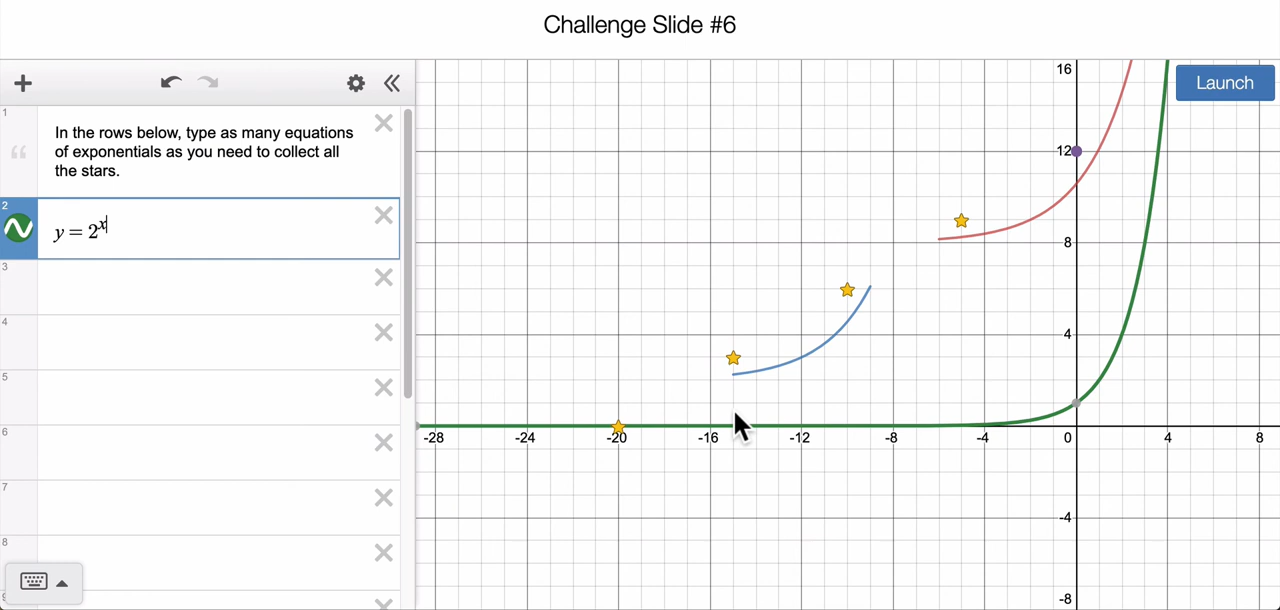 Challenge Slide #6
Launch
1
In the rows below, type as many equations
of exponentials as you need to collect all
the stars.
2
y = 2ˣ
3
4
5
6
7
8
9
16
12
8
4
-28 -24 -20 -16 -12 -8 -4 0 4 8
-4
-8